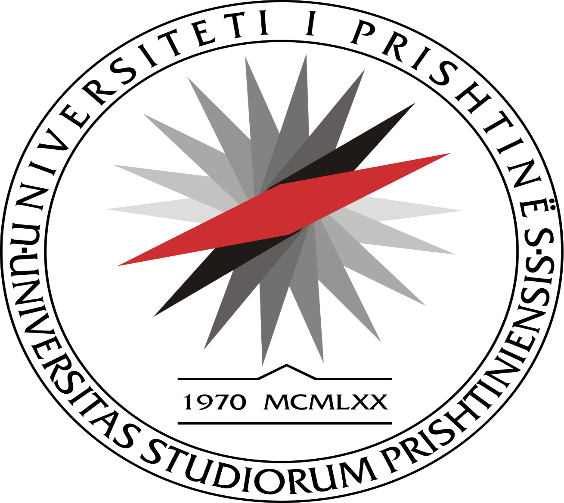 UNIVERSITETI I PRISHTINËS
1970 MCMLXX
·UNIVERSITAS STUDIORUM PRISHTINIENSIS·